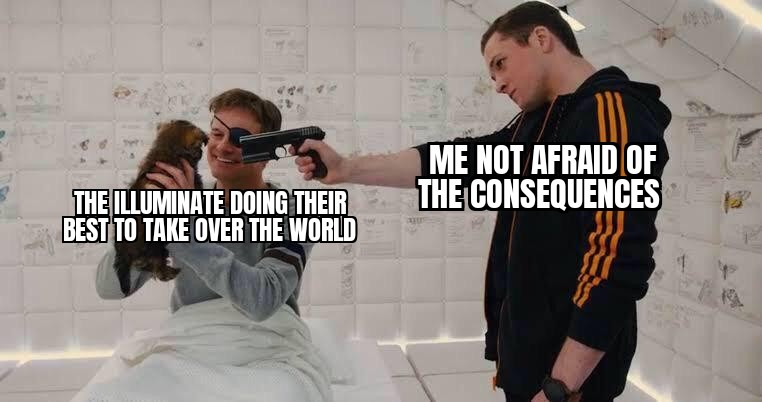 THE ILLUMINATE DOING THEIR
BEST TO TAKE OVER THE WORLD
ME NOT AFRAID OF
THE CONSEQUENCES